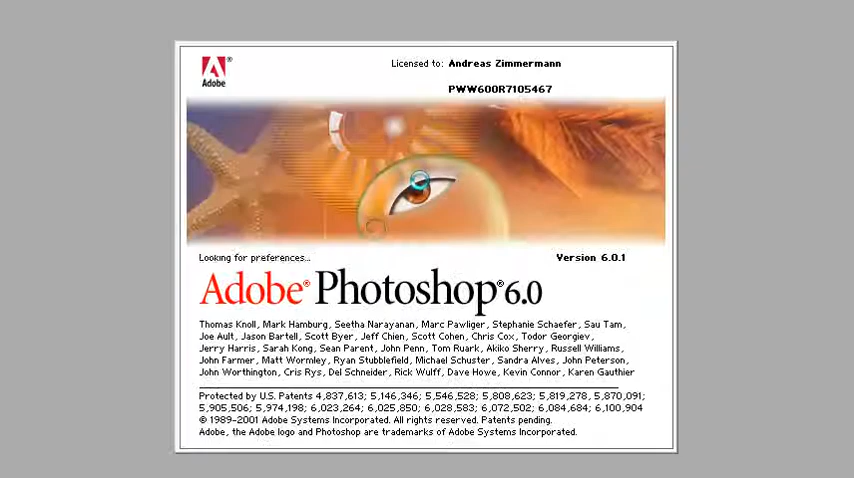 Adobe®
Licensed to: Andreas Zimmermann
PWW600R7105467
Looking for preferences...
Version 6.0.1
Adobe® Photoshop® 6.0
Thomas Knoll, Mark Hamburg, Seetha Narayanan, Marc Pawliger, Stephanie Schaefer, Sau Tam,
Joe Ault, Jason Bartell, Scott Byer, Jeff Chien, Scott Cohen, Chris Cox, Todor Georgiev,
Jerry Harris, Sarah Kong, Sean Parent, John Penn, Tom Ruark, Akiko Sherry, Russell Williams,
John Farmer, Matt Wormley, Ryan Stubblefield, Michael Schuster, Sandra Alves, John Peterson,
John Worthington, Cris Rys, Del Schneider, Rick Wulff, Dave Howe, Kevin Connor, Karen Gauthier
Protected by U.S. Patents 4,837,613; 5,146,346; 5,546,528; 5,808,623; 5,819,278, 5,870,091;
5,905,506; 5,974,198; 6,023,264; 6,025,850; 6,028,583; 6,072,502; 6,084,684; 6,100,904
© 1989-2001 Adobe Systems Incorporated. All rights reserved. Patents pending.
Adobe, the Adobe logo and Photoshop are trademarks of Adobe Systems Incorporated.